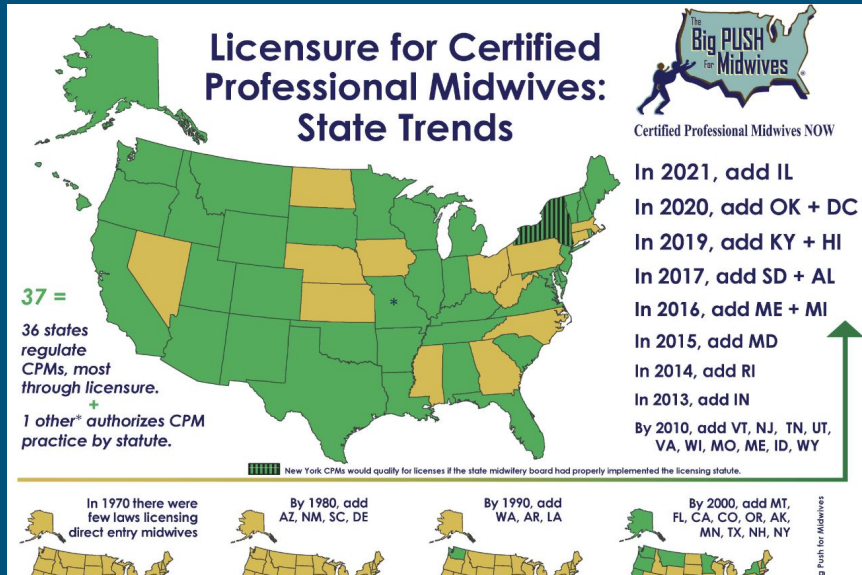 Licensure for Certified
Professional Midwives:
State Trends
The
Big PUSH
For Midwives
Certified Professional Midwives NOW
In 2021, add IL
In 2020, add OK + DC
In 2019, add KY + HI
In 2017, add SD + AL
In 2016, add ME + MI
In 2015, add MD
In 2014, add RI
In 2013, add IN
By 2010, add VT, NJ, TN, UT,
VA, WI, MO, ME, ID, WY
37 =
36 states
regulate
CPMs, most
through licensure.
+
1 other* authorizes CPM
practice by statute.
*
New York CPMs would qualify for licenses if the state midwifery board had properly implemented the licensing statute.
In 1970 there were
few laws licensing
direct entry midwives
By 1980, add
AZ, NM, SC, DE
By 1990, add
WA, AR, LA
By 2000, add MT,
FL, CA, CO, OR, AK,
MN, TX, NH, NY
Push for Midwives